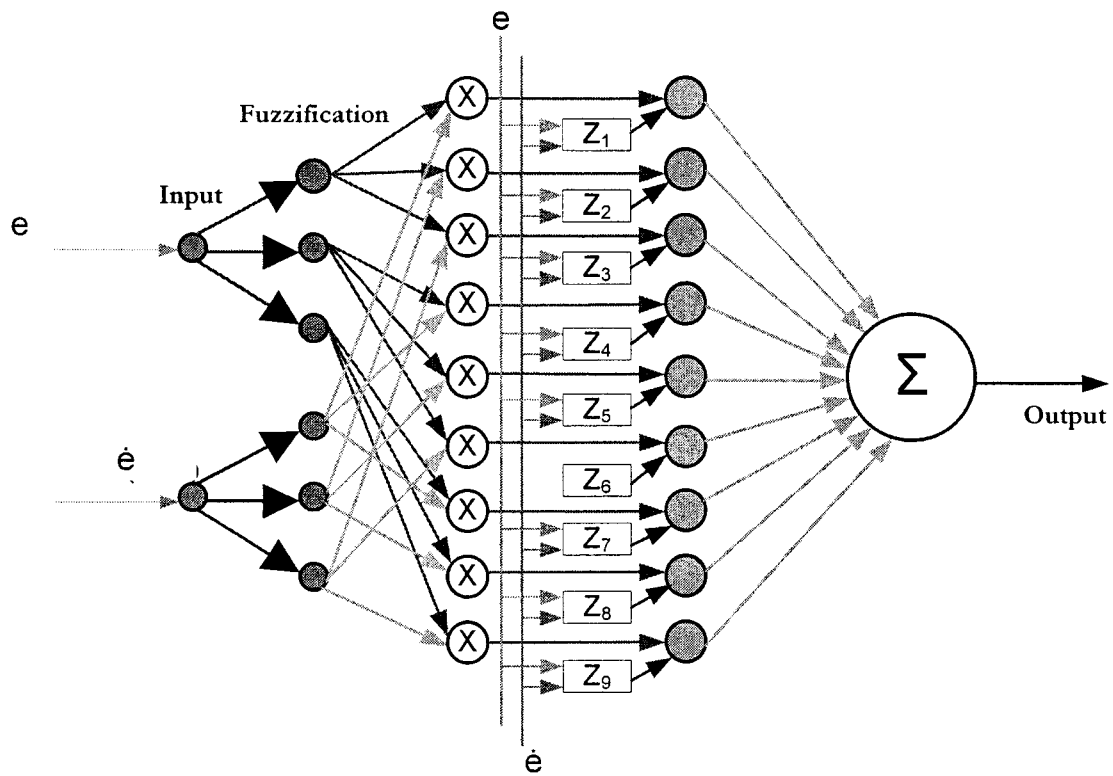 e
Fuzzification
Input
e
ė
X
X
X
X
X
X
X
X
X
Z1
Z2
Z3
Z4
Z5
Z6
Z7
Z8
Z9
Σ
Output
ė